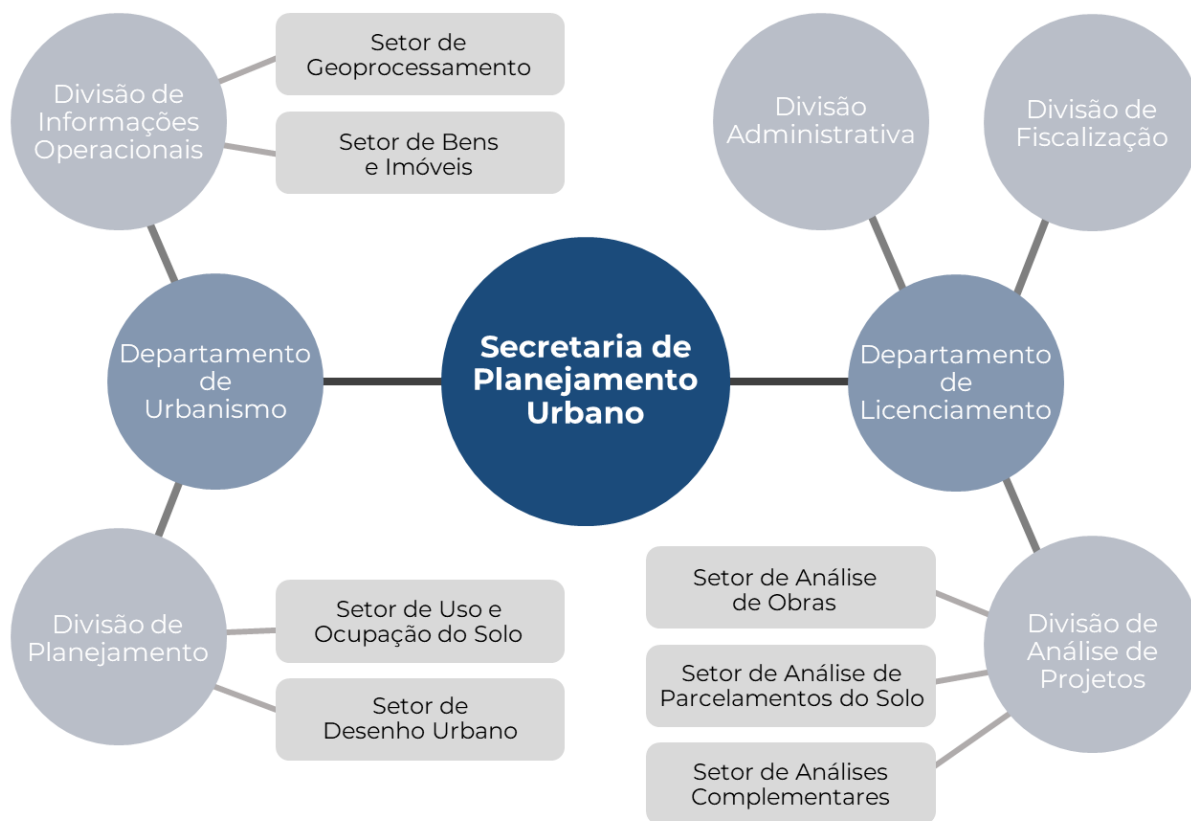 Divisão de
Informações
Operacionais
Setor de
Geoprocessamento
Setor de Bens
e Imóveis
Divisão
Administrativa
Divisão de
Fiscalização
Departamento
de
Urbanismo
Secretaria de
Planejamento
Urbano
Departamento
de
Licenciamento
Divisão de
Planejamento
Setor de Uso e
Ocupação do Solo
Setor de
Desenho Urbano
Setor de Análise
de Obras
Setor de Análise de
Parcelamentos do Solo
Setor de Análises
Complementares
Divisão de
Análise de
Projetos